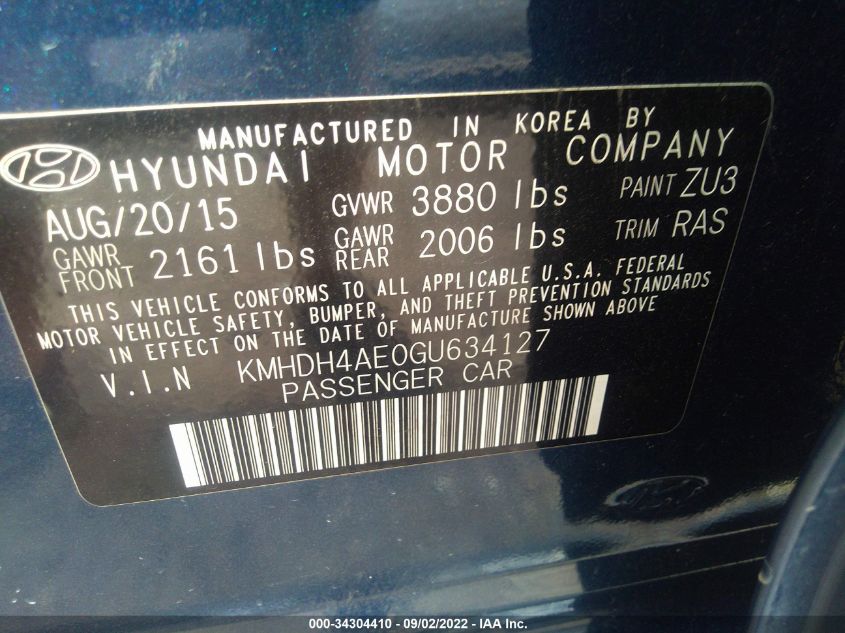 MANUFACTURED IN KOREA BY
HYUNDAI MOTOR COMPANY
AUG/20/15 GVWR 3880 lbs PAINT ZU3
GAWR FRONT 2161 lbs GAWR REAR 2006 lbs TRIM RAS
THIS VEHICLE CONFORMS TO ALL APPLICABLE U.S.A. FEDERAL
MOTOR VEHICLE SAFETY, BUMPER, AND THEFT PREVENTION STANDARDS
IN EFFECT ON THE DATE OF MANUFACTURE SHOWN ABOVE
V.I.N KMHDH4AE0GU634127
PASSENGER CAR
000-34304410 - 09/02/2022 - IAA Inc.